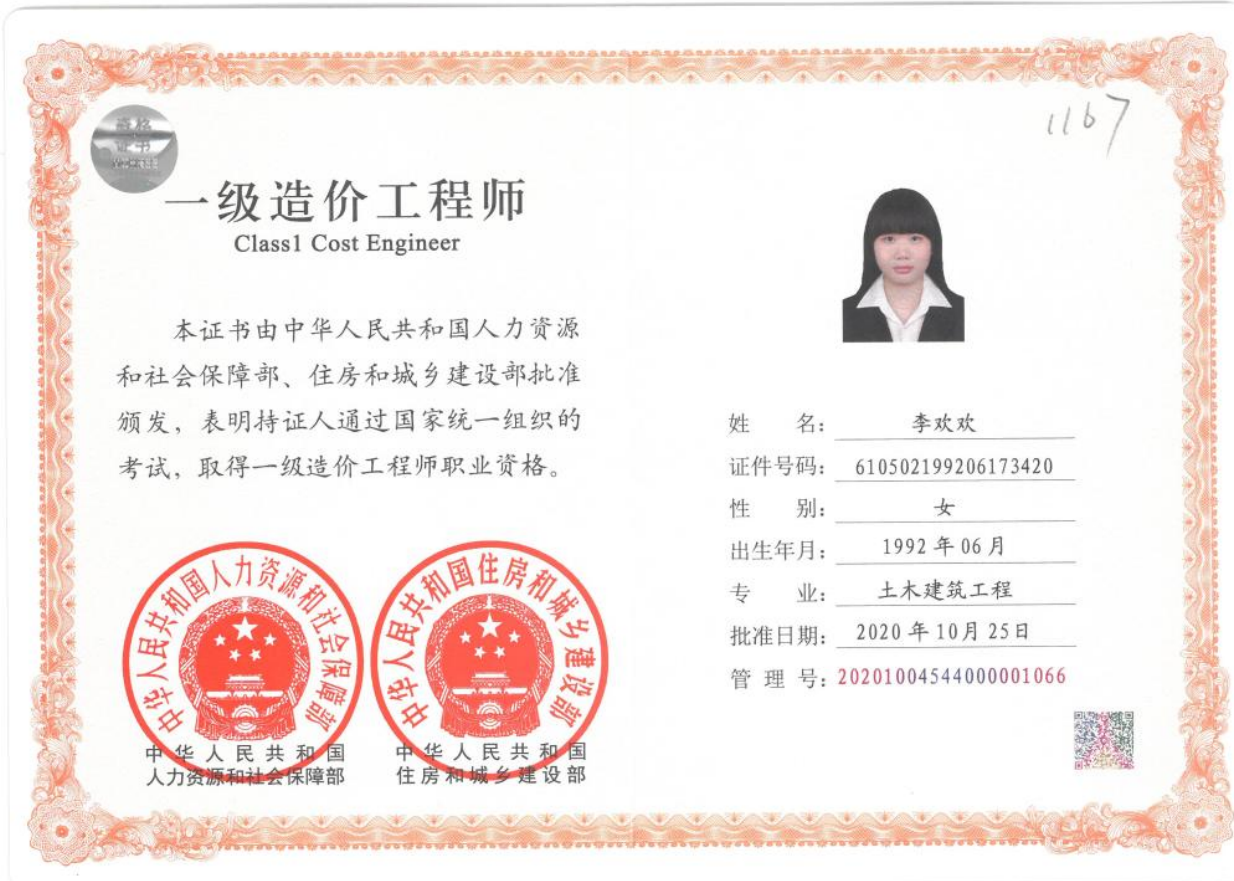 资格
证书
一级造价工程师
Class1 Cost Engineer
本证书由中华人民共和国人力资源
和社会保障部、住房和城乡建设部批准
颁发，表明持证人通过国家统一组织的
考试，取得一级造价工程师职业资格。
中华人民共和国人力资源和社会保障部
中华人民共和国住房和城乡建设部
中华人民共和国
人力资源和社会保障部
中华人民共和国
住房和城乡建设部
1167
姓 名：李欢欢
证件号码：610502199206173420
性 别：女
出生年月：1992年06月
专 业：土木建筑工程
批准日期：2020年10月25日
管 理 号：20201004544000001066